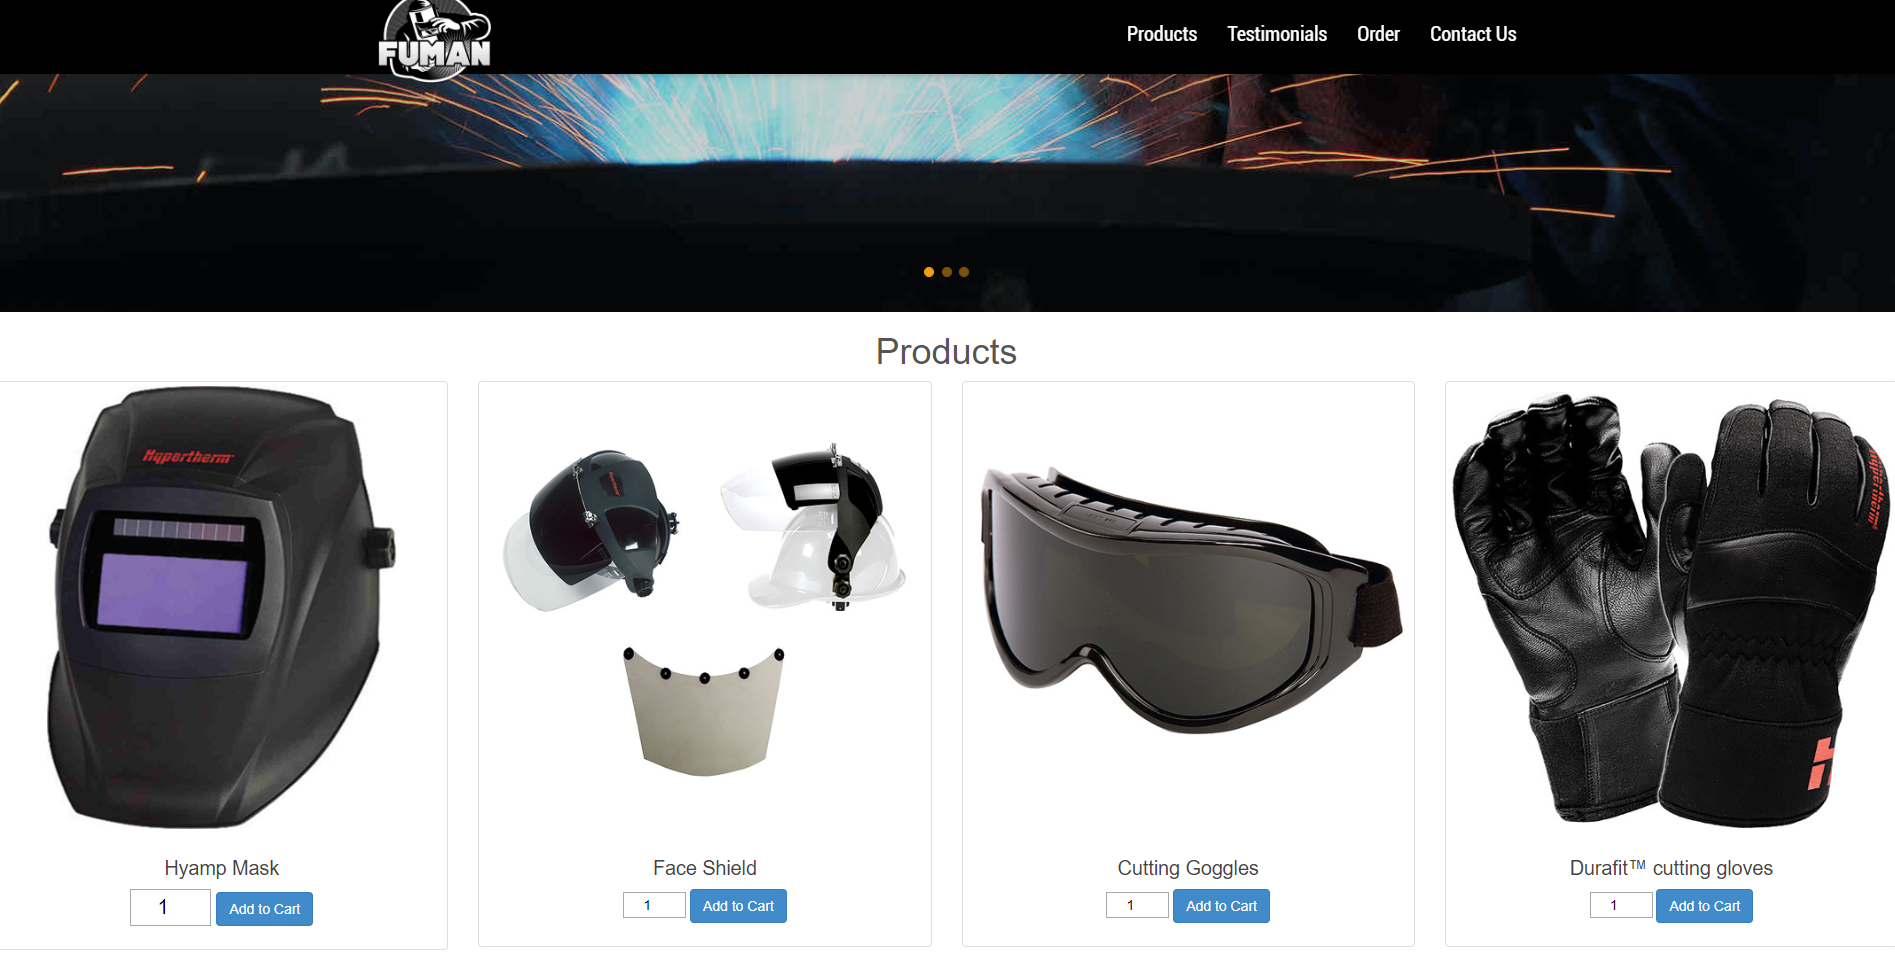 FUMAN
Products Testimonials Order Contact Us
Products
Hypertherm
Hypertherm
Hyamp Mask
Face Shield
Cutting Goggles
Durafit™ cutting gloves
1 Add to Cart
1 Add to Cart
1 Add to Cart
1 Add to Cart